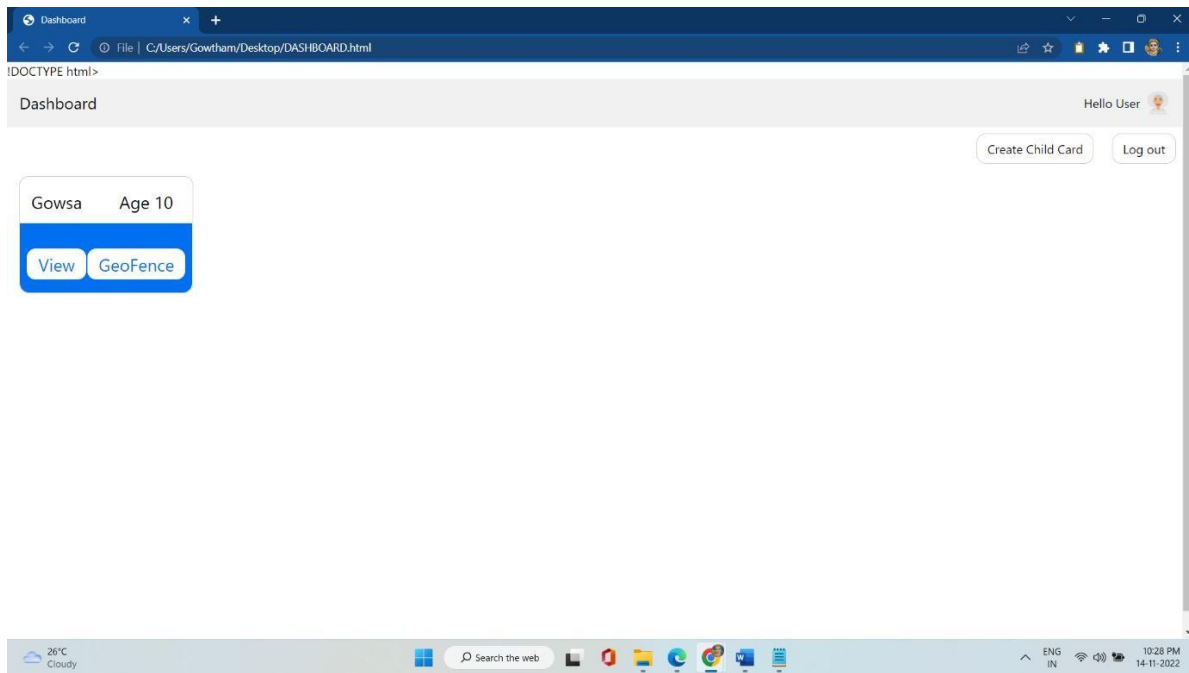 Dashboard
File | C:/Users/Gowtham/Desktop/DASHBOARD.html
!DOCTYPE html>
Dashboard Hello User
Create Child Card Log out
Gowsa Age 10
View GeoFence
26°C
Cloudy
Search the web
ENG
IN
10:28 PM
14-11-2022